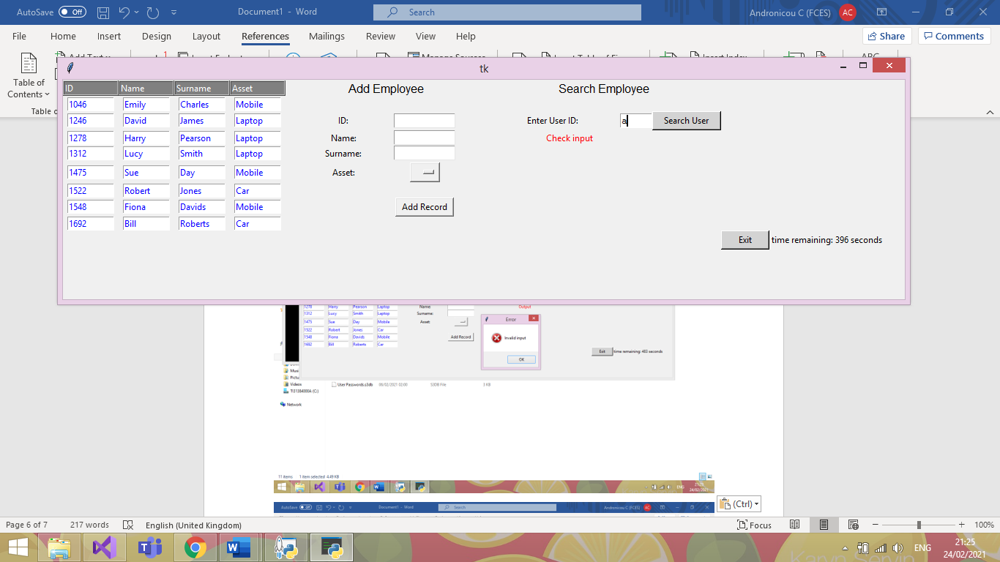 AutoSave Off Document1 - Word Search Andronicou C (FCES) AC
File Home Insert Design Layout References Mailings Review View Help Share Comments
Table of
Contents
tk
ID Name Surname Asset Add Employee Search Employee
1046 Emily Charles Mobile
1246 David James Laptop ID: Enter User ID: a Search User
1278 Harry Pearson Laptop Name: Check input
1312 Lucy Smith Laptop Surname:
1475 Sue Day Mobile Asset:
1522 Robert Jones Car
1548 Fiona Davids Mobile Add Record
1692 Bill Roberts Car
Exit time remaining: 396 seconds
1278 Harry Pearson Laptop Name: Output
1312 Lucy Smith Laptop Surname:
1475 Sue Day Mobile Asset: Error
1522 Robert Jones Car
1548 Fiona Davids Mobile Add Record Invalid input
1692 Bill Roberts Car
Exit time remaining: 483 seconds
OK
Videos User Passwords.s3db 06/02/2021 02:00 S3DB File 3 KB
TI31384000A (C:)
Network
11 items 1 item selected 4.49 KB
ENG 24/02/2021
AutoSave Off Document1 - Word Search Andronicou C (FCES) AC
(Ctrl)
Page 6 of 7 217 words English (United Kingdom) Focus 100%
ENG 21:25
24/02/2021